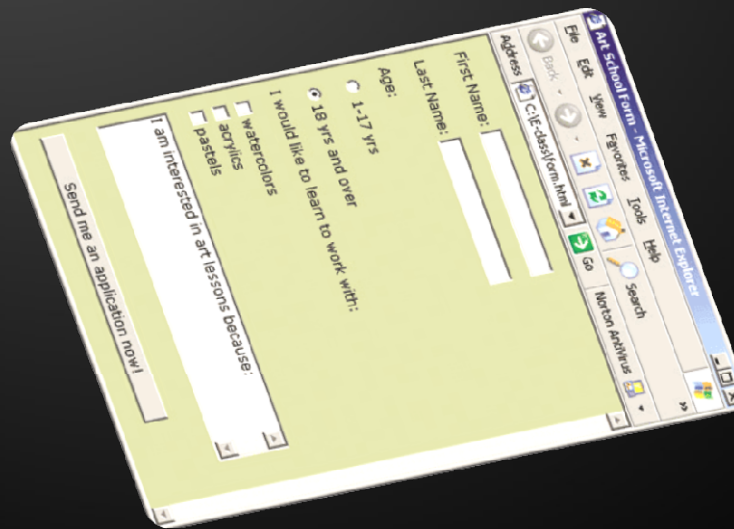 Art School Form - Microsoft Internet Explorer
File Edit View Favorites Tools Help
Back Search »
Address C:\E-class\form.html Go Norton AntiVirus
First Name:
Last Name:
Age:
1-17 yrs
18 yrs and over
I would like to learn to work with:
watercolors
acrylics
pastels
I am interested in art lessons because:
Send me an application now!